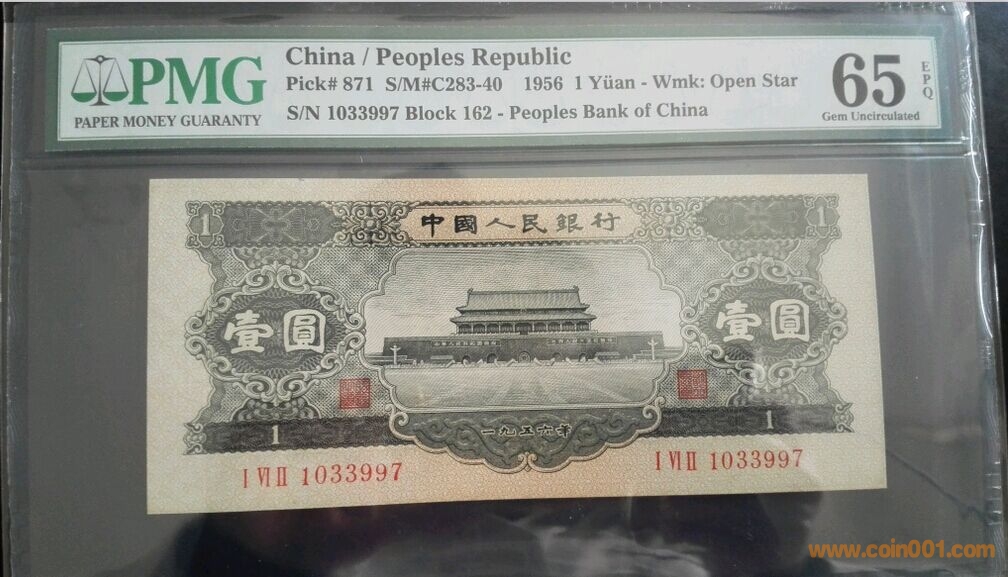 PMG
PAPER MONEY GUARANTY
China / Peoples Republic
Pick# 871 S/M#C283-40 1956 1 Yüan - Wmk: Open Star
S/N 1033997 Block 162 - Peoples Bank of China
65
EPQ
Gem Uncirculated
1
中國人民銀行
1
壹圓
壹圓
一九五六年
1
1
I VI II 1033997
I VI II 1033997
www.coin001.com